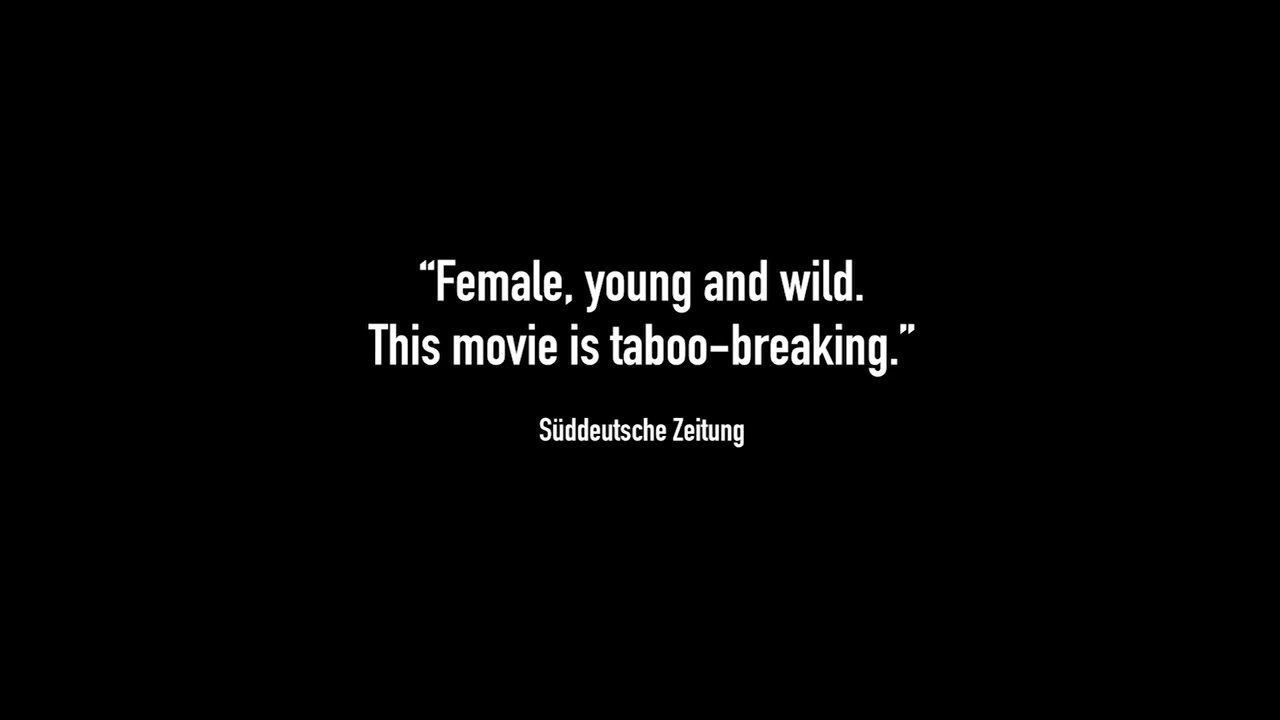 “Female, young and wild.
This movie is taboo-breaking.”
Süddeutsche Zeitung